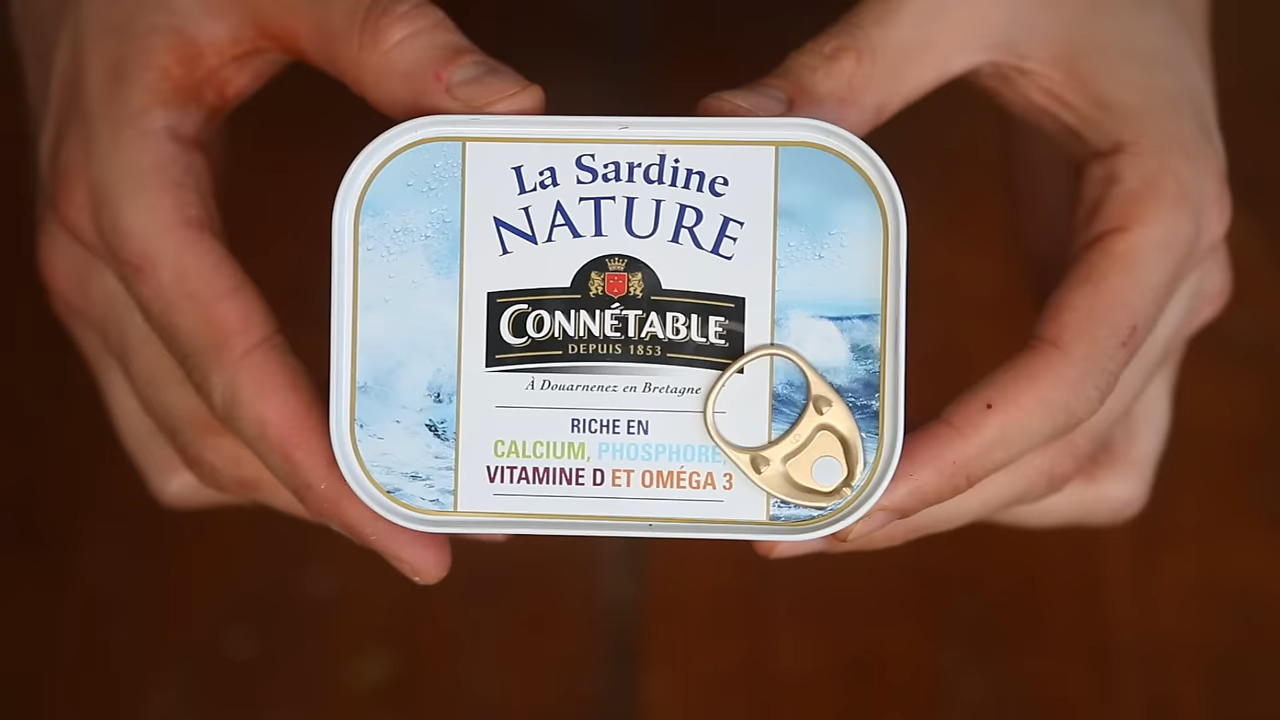 La Sardine
NATURE
CONNÉTABLE
DEPUIS 1853
À Douarnenez en Bretagne
RICHE EN
CALCIUM, PHOSPHORE,
VITAMINE D ET OMÉGA 3